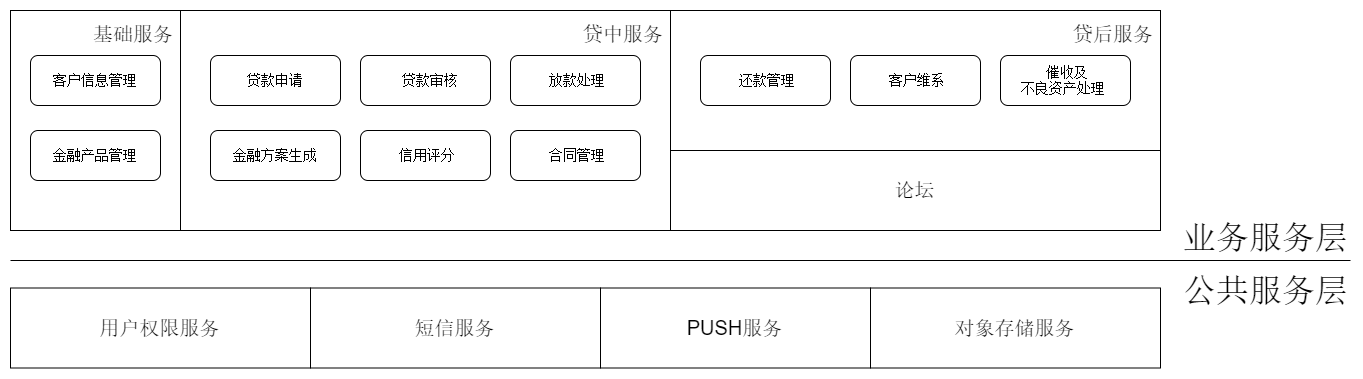 基础服务
客户信息管理
金融产品管理
贷中服务
贷款申请
贷款审核
放款处理
金融方案生成
信用评分
合同管理
贷后服务
还款管理
客户维系
催收及
不良资产处理
论坛
业务服务层
公共服务层
用户权限服务
短信服务
PUSH服务
对象存储服务